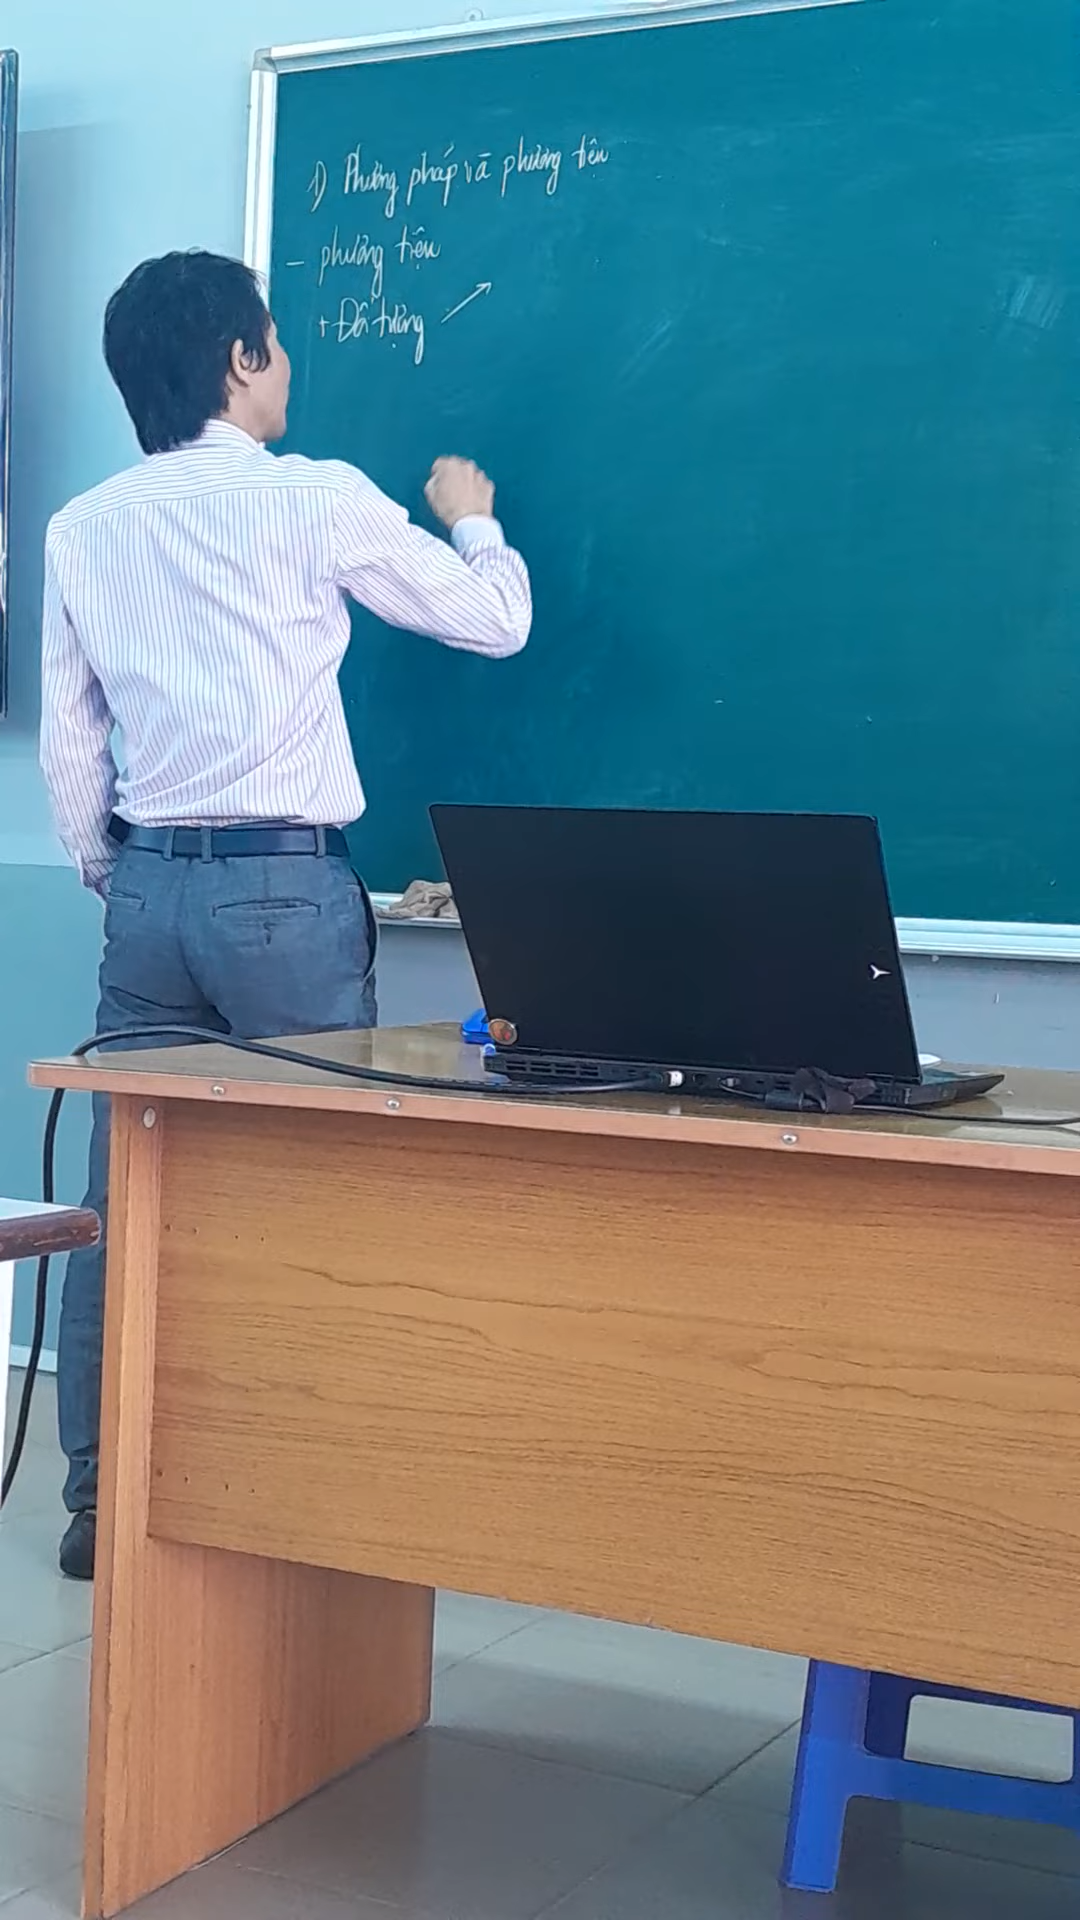 1) Phương pháp và phương tiện
- phương tiện
+ Đối tượng